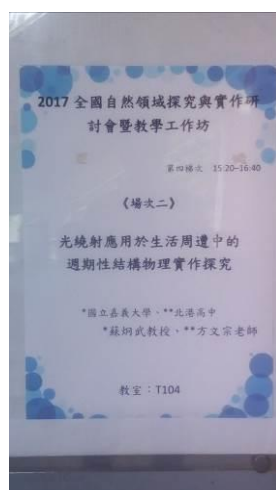 2017 全國自然領域探究與實作研
討會暨教學工作坊
第四梯次 15:20–16:40
《場次二》
光繞射應用於生活周遭中的
週期性結構物理實作探究
*國立嘉義大學、**北港高中
*蘇炯武教授、**方文宗老師
教室：T104